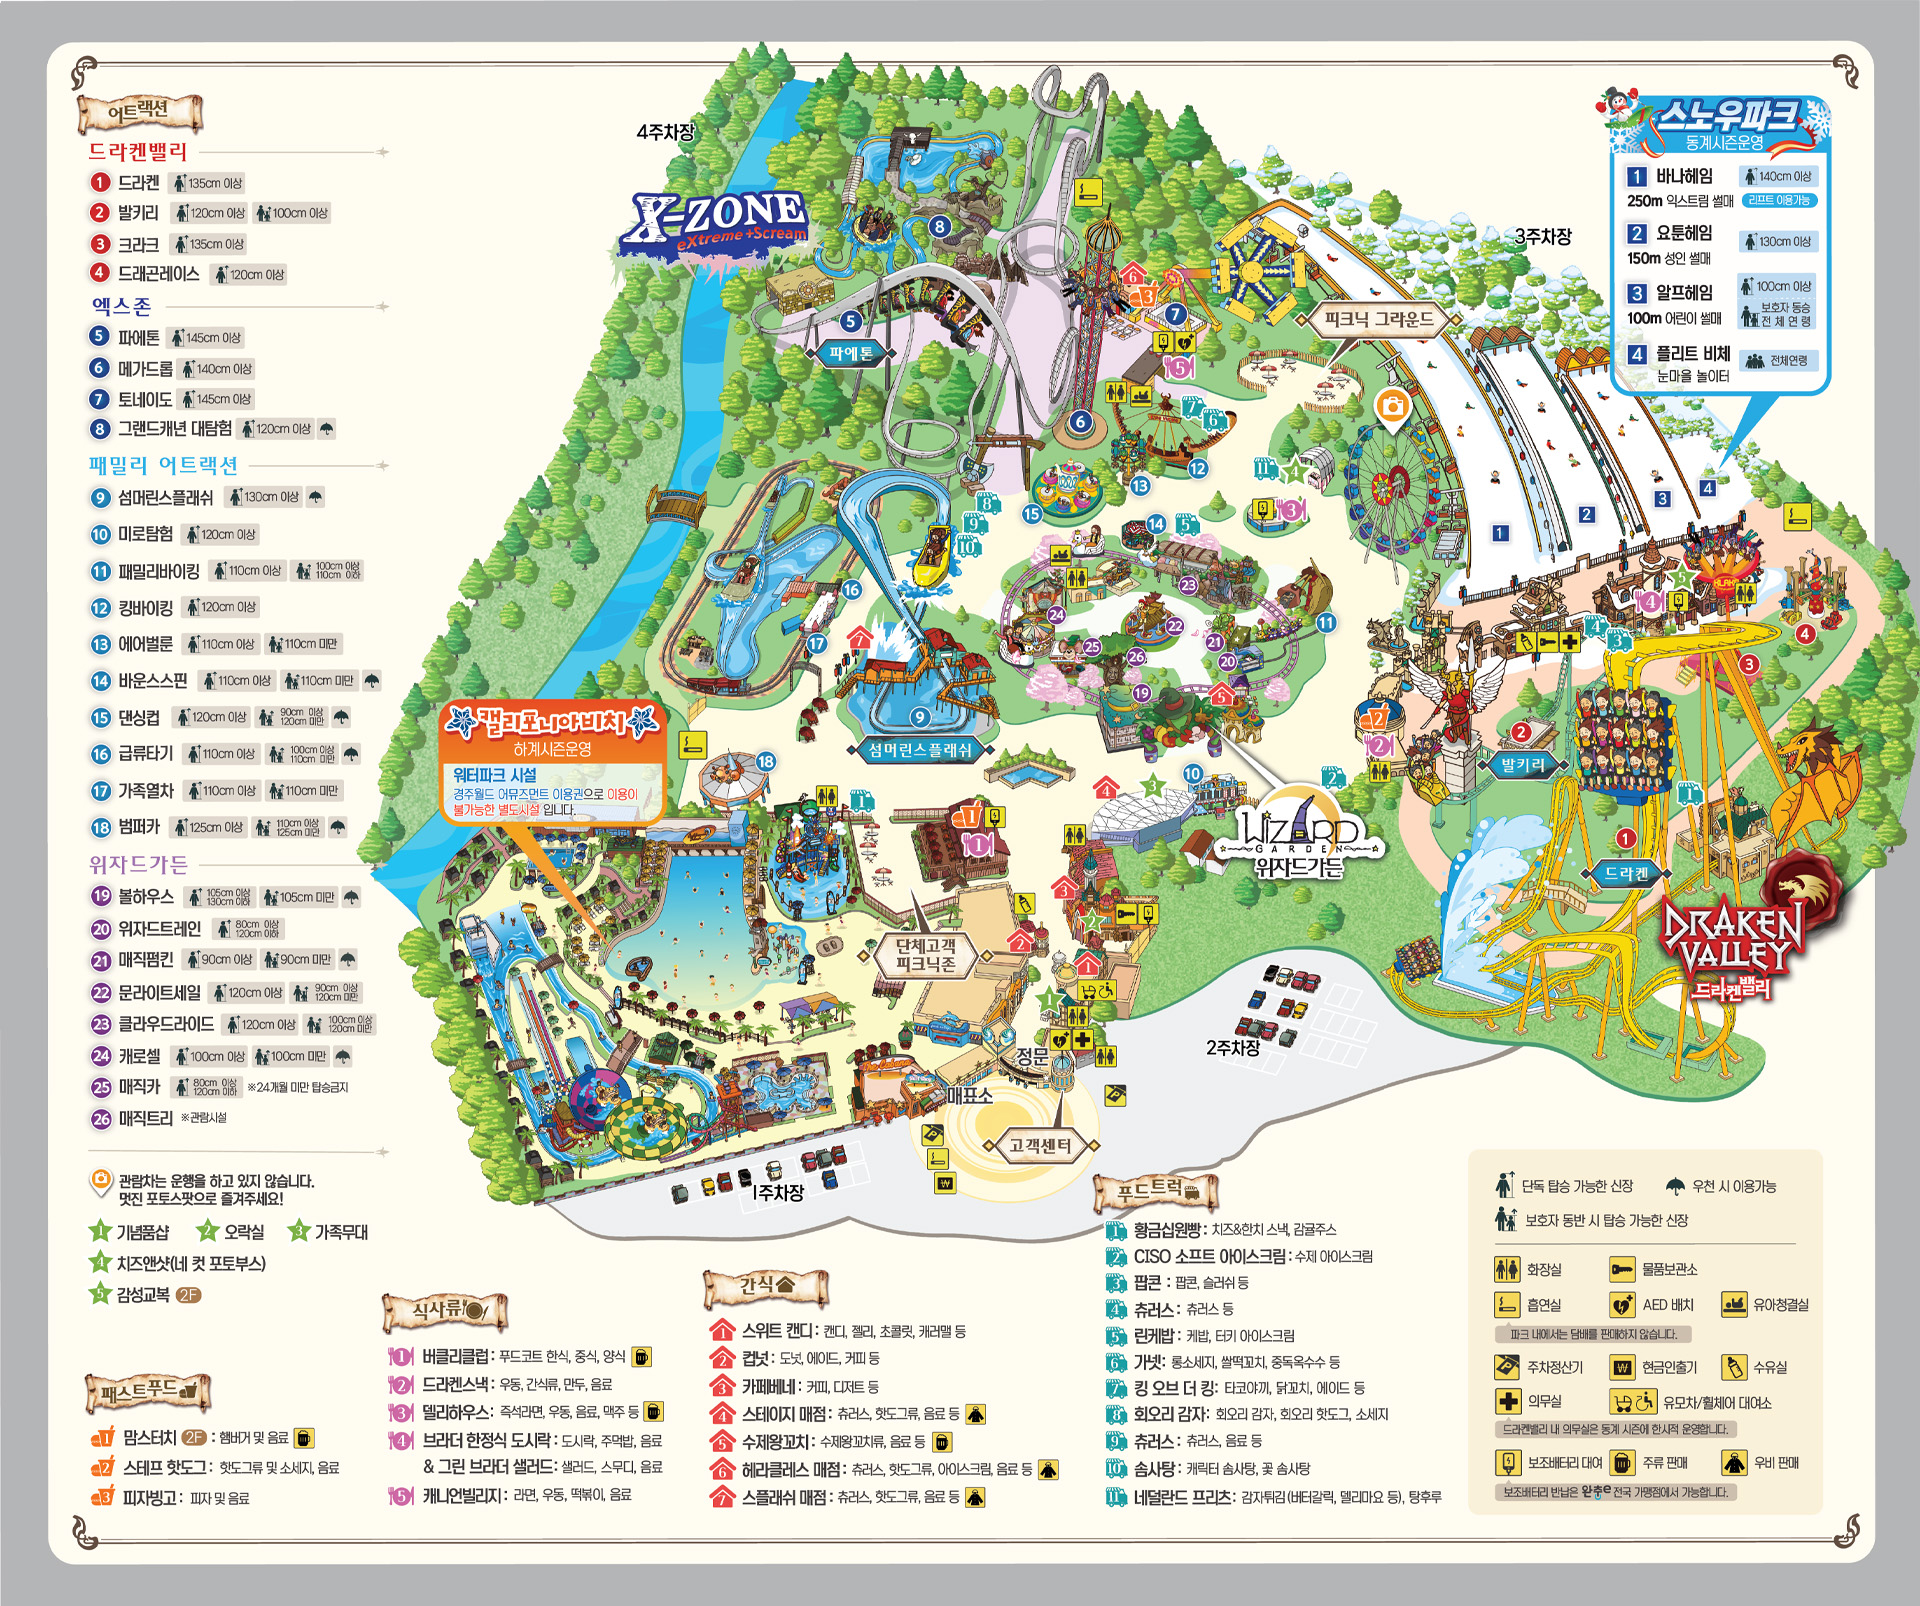 어트랙션
드라켄밸리
1 드라켄 135cm 이상
2 발키리 120cm 이상 100cm 이상
3 크라크 135cm 이상
4 드래곤레이스 120cm 이상
엑스존
5 파에톤 145cm 이상
6 메가드롭 140cm 이상
7 토네이도 145cm 이상
8 그랜드캐년 대탐험 120cm 이상
패밀리 어트랙션
9 섬머린스플래쉬 130cm 이상
10 미로탐험 120cm 이상
11 패밀리바이킹 110cm 이상 100cm 이상 110cm 이하
12 킹바이킹 120cm 이상
13 에어벌룬 110cm 이상 110cm 미만
14 바운스스핀 110cm 이상 110cm 미만
15 댄싱컵 120cm 이상 90cm 이상 120cm 미만
16 급류타기 110cm 이상 100cm 이상 110cm 미만
17 가족열차 110cm 이상 110cm 미만
18 범퍼카 125cm 이상 110cm 이상 125cm 미만
위자드가든
19 볼하우스 105cm 이상 130cm 이하 105cm 미만
20 위자드트레인 80cm 이상 120cm 이하
21 매직펌킨 90cm 이상 90cm 미만
22 문라이트세일 120cm 이상 90cm 이상 120cm 미만
23 클라우드라이드 120cm 이상 100cm 이상 120cm 미만
24 캐로셀 100cm 이상 100cm 미만
25 매직카 80cm 이상 120cm 이하 ※24개월 미만 탑승금지
26 매직트리 ※관람시설
관람차는 운행을 하고 있지 않습니다.
멋진 포토스팟으로 즐겨주세요!
1 기념품샵 2 오락실 3 가족무대
4 치즈앤샷(네 컷 포토부스)
5 감성교복 2F
패스트푸드
1 맘스터치 2F : 햄버거 및 음료
2 스테프 핫도그 : 핫도그류 및 소세지, 음료
3 피자빙고 : 피자 및 음료
식사류
1 버클리클럽 : 푸드코트 한식, 중식, 양식
2 드라켄스낵 : 우동, 간식류, 만두, 음료
3 델리하우스 : 즉석라면, 우동, 음료, 맥주 등
4 브라더 한정식 도시락 : 도시락, 주먹밥, 음료
& 그린 브라더 샐러드 : 샐러드, 스무디, 음료
5 캐니언빌리지 : 라면, 우동, 떡볶이, 음료
간식
1 스위트 캔디 : 캔디, 젤리, 초콜릿, 캐러맬 등
2 컵넛 : 도넛, 에이드, 커피 등
3 카페베네 : 커피, 디저트 등
4 스테이지 매점 : 츄러스, 핫도그류, 음료 등
5 수제왕꼬치 : 수제왕꼬치류, 음료 등
6 헤라클레스 매점 : 츄러스, 핫도그류, 아이스크림, 음료 등
7 스플래쉬 매점 : 츄러스, 핫도그류, 음료 등
푸드트럭
1 황금십원빵 : 치즈&한치 스낵, 감귤주스
2 CISO 소프트 아이스크림 : 수제 아이스크림
3 팝콘 : 팝콘, 슬러쉬 등
4 츄러스 : 츄러스 등
5 린케밥 : 케밥, 터키 아이스크림
6 가넷 : 롱소세지, 쌀떡꼬치, 중독옥수수 등
7 킹 오브 더 킹 : 타코야끼, 닭꼬치, 에이드 등
8 회오리 감자 : 회오리 감자, 회오리 핫도그, 소세지
9 츄러스 : 츄러스, 음료 등
10 솜사탕 : 캐릭터 솜사탕, 꽃 솜사탕
11 네덜란드 프리츠 : 감자튀김(버터갈릭, 델리마요 등), 탕후루
단독 탑승 가능한 신장 우천 시 이용가능
보호자 동반 시 탑승 가능한 신장
화장실 물품보관소
흡연실 AED 배치 유아청결실
파크 내에서는 담배를 판매하지 않습니다.
주차정산기 현금인출기 수유실
의무실 유모차/휠체어 대여소
드라켄밸리 내 의무실은 동계 시즌에 한시적 운영합니다.
보조배터리 대여 주류 판매 우비 판매
보조배터리 반납은 완충e 전국 가맹점에서 가능합니다.
스노우파크
동계시즌운영
1 바나헤임 140cm 이상
250m 익스트림 썰매 리프트 이용가능
2 요툰헤임 130cm 이상
150m 성인 썰매
3 알프헤임 100cm 이상
100m 어린이 썰매 보호자 동승 전 체 연 령
4 플리트 비체 전체연령
눈마을 놀이터
4주차장
X-ZONE
eXtreme+Scream
3주차장
피크닉 그라운드
파에톤
캘리포니아비치
하계시즌운영
워터파크 시설
경주월드 어뮤즈먼트 이용권으로 이용이
불가능한 별도시설 입니다.
섬머린스플래쉬
발키리
WIZARD
GARDEN
위자드가든
드라켄
DRAKEN
VALLEY
드라켄밸리
단체고객
피크닉존
정문
매표소
고객센터
2주차장
1주차장